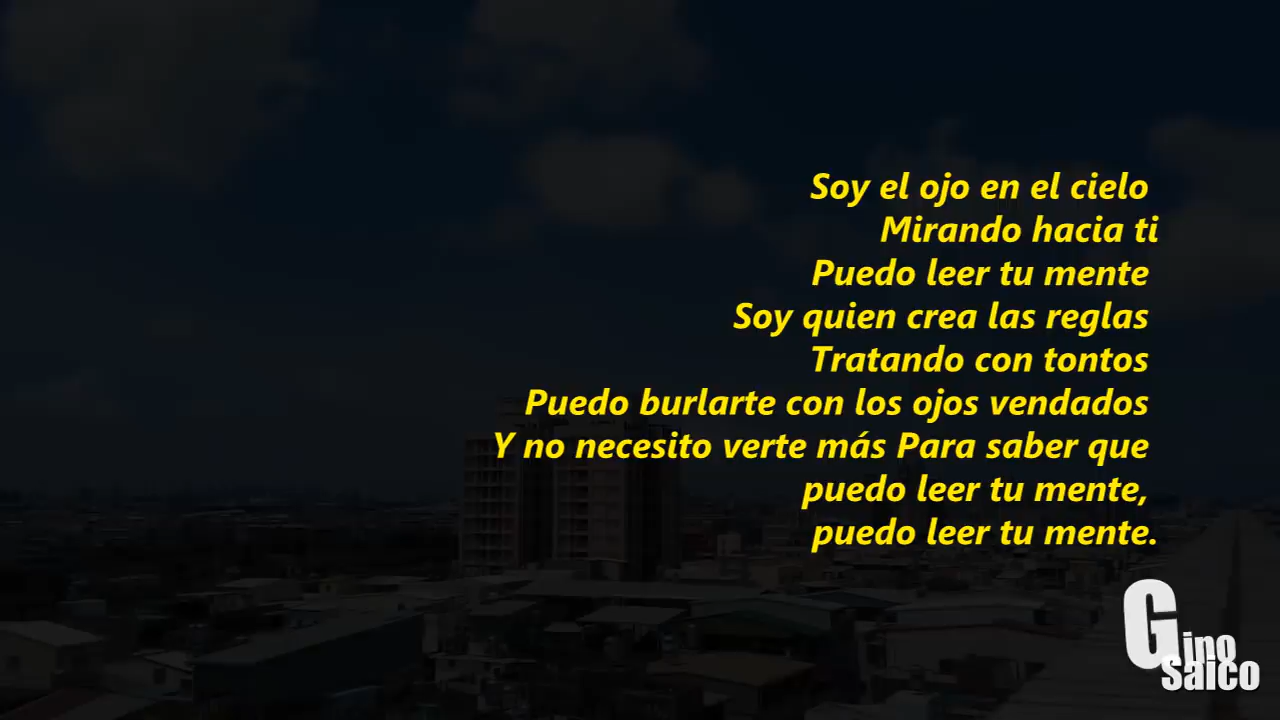 Soy el ojo en el cielo
Mirando hacia ti
Puedo leer tu mente
Soy quien crea las reglas
Tratando con tontos
Puedo burlarte con los ojos vendados
Y no necesito verte más Para saber que
puedo leer tu mente,
puedo leer tu mente.
Gino
Saico